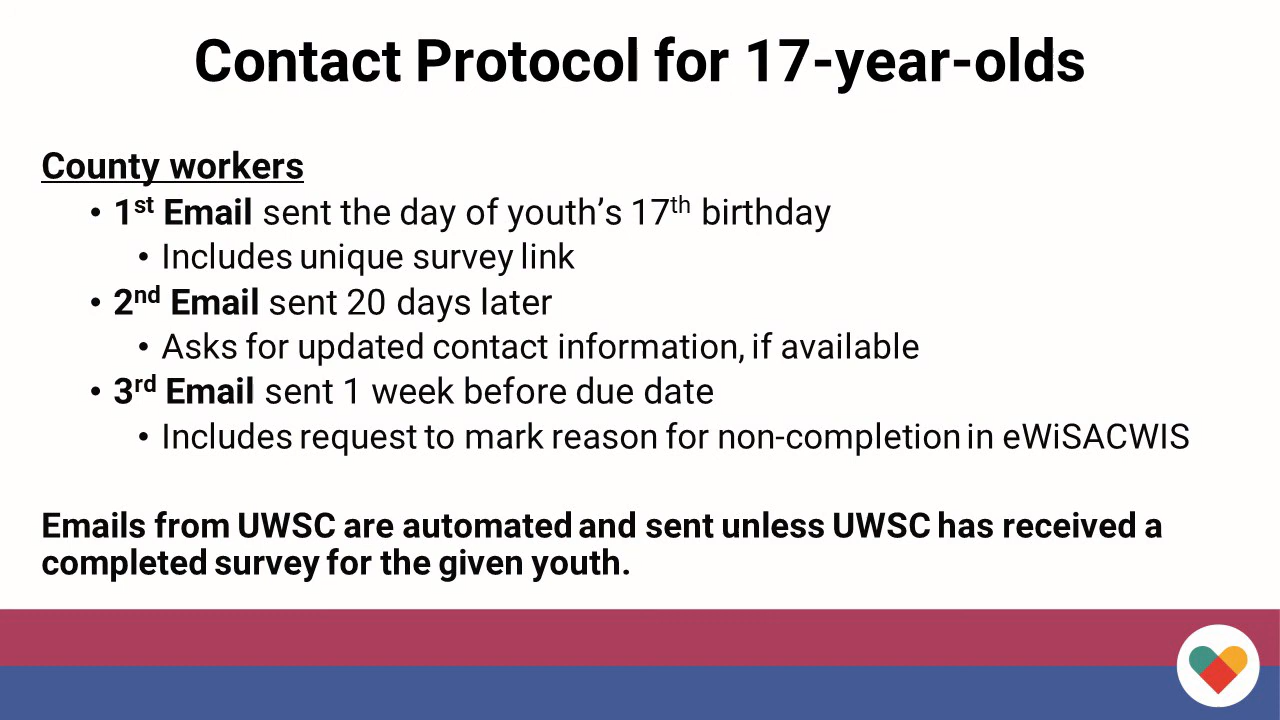 Contact Protocol for 17-year-olds
County workers
• 1st Email sent the day of youth’s 17th birthday
• Includes unique survey link
• 2nd Email sent 20 days later
• Asks for updated contact information, if available
• 3rd Email sent 1 week before due date
• Includes request to mark reason for non-completion in eWiSACWIS
Emails from UWSC are automated and sent unless UWSC has received a
completed survey for the given youth.